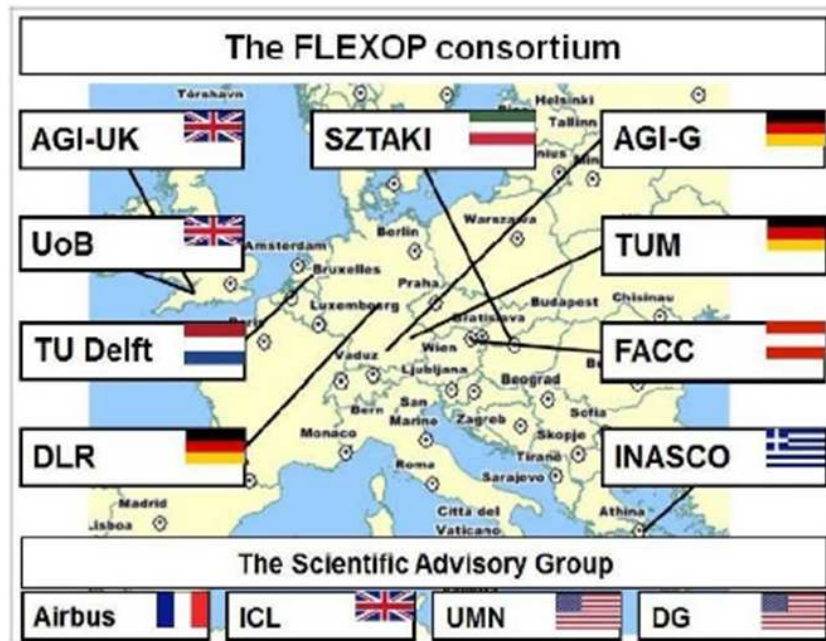 The FLEXOP consortium
Tórshavn
Helsinki
AGI-UK
SZTAKI
Tallinn
AGI-G
Warszawa
Berlin
UoB
Amsterdam
TUM
Bruxelles
Praha
Luxembourg
Budapest
Chisinau
Bratislava
TU Delft
Wien
FACC
Vaduz
Ljubljana
Beograd
Bern
San
Marino
Zagreb
Sofia
DLR
Monaco
Skopje
INASCO
Tirane
Roma
Sarajevo
Madrid
Citta del
Vaticano
Athina
Lisboa
The Scientific Advisory Group
Airbus
ICL
UMN
DG